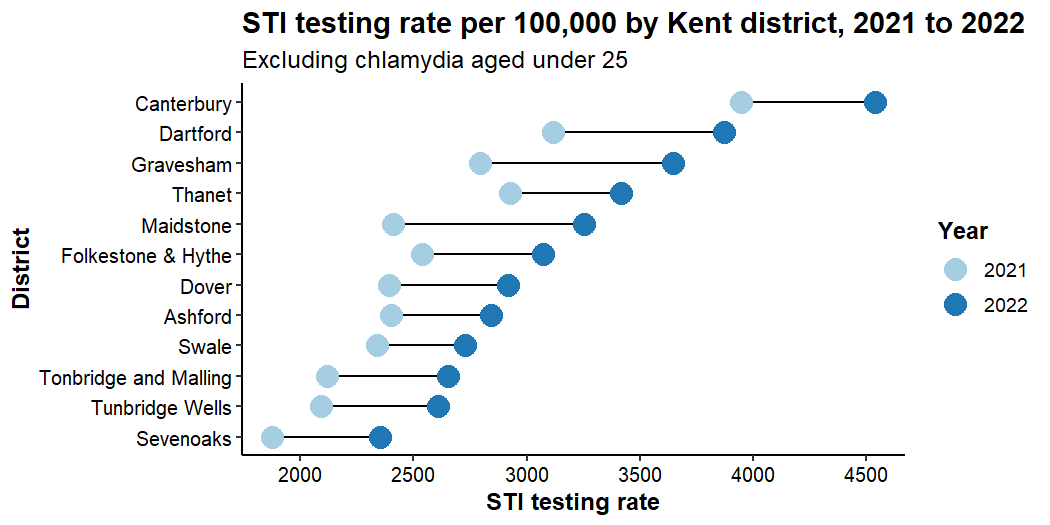 STI testing rate per 100,000 by Kent district, 2021 to 2022
Excluding chlamydia aged under 25
District
Canterbury
Dartford
Gravesham
Thanet
Maidstone
Folkestone & Hythe
Dover
Ashford
Swale
Tonbridge and Malling
Tunbridge Wells
Sevenoaks
2000 2500 3000 3500 4000 4500
STI testing rate
Year
2021
2022